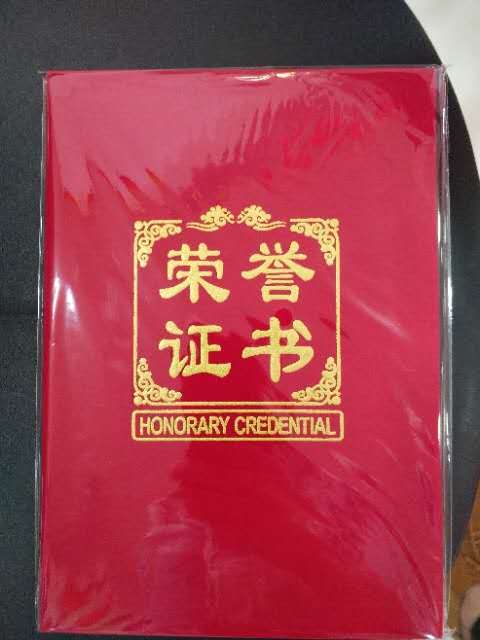 荣誉
证书
HONORARY CREDENTIAL